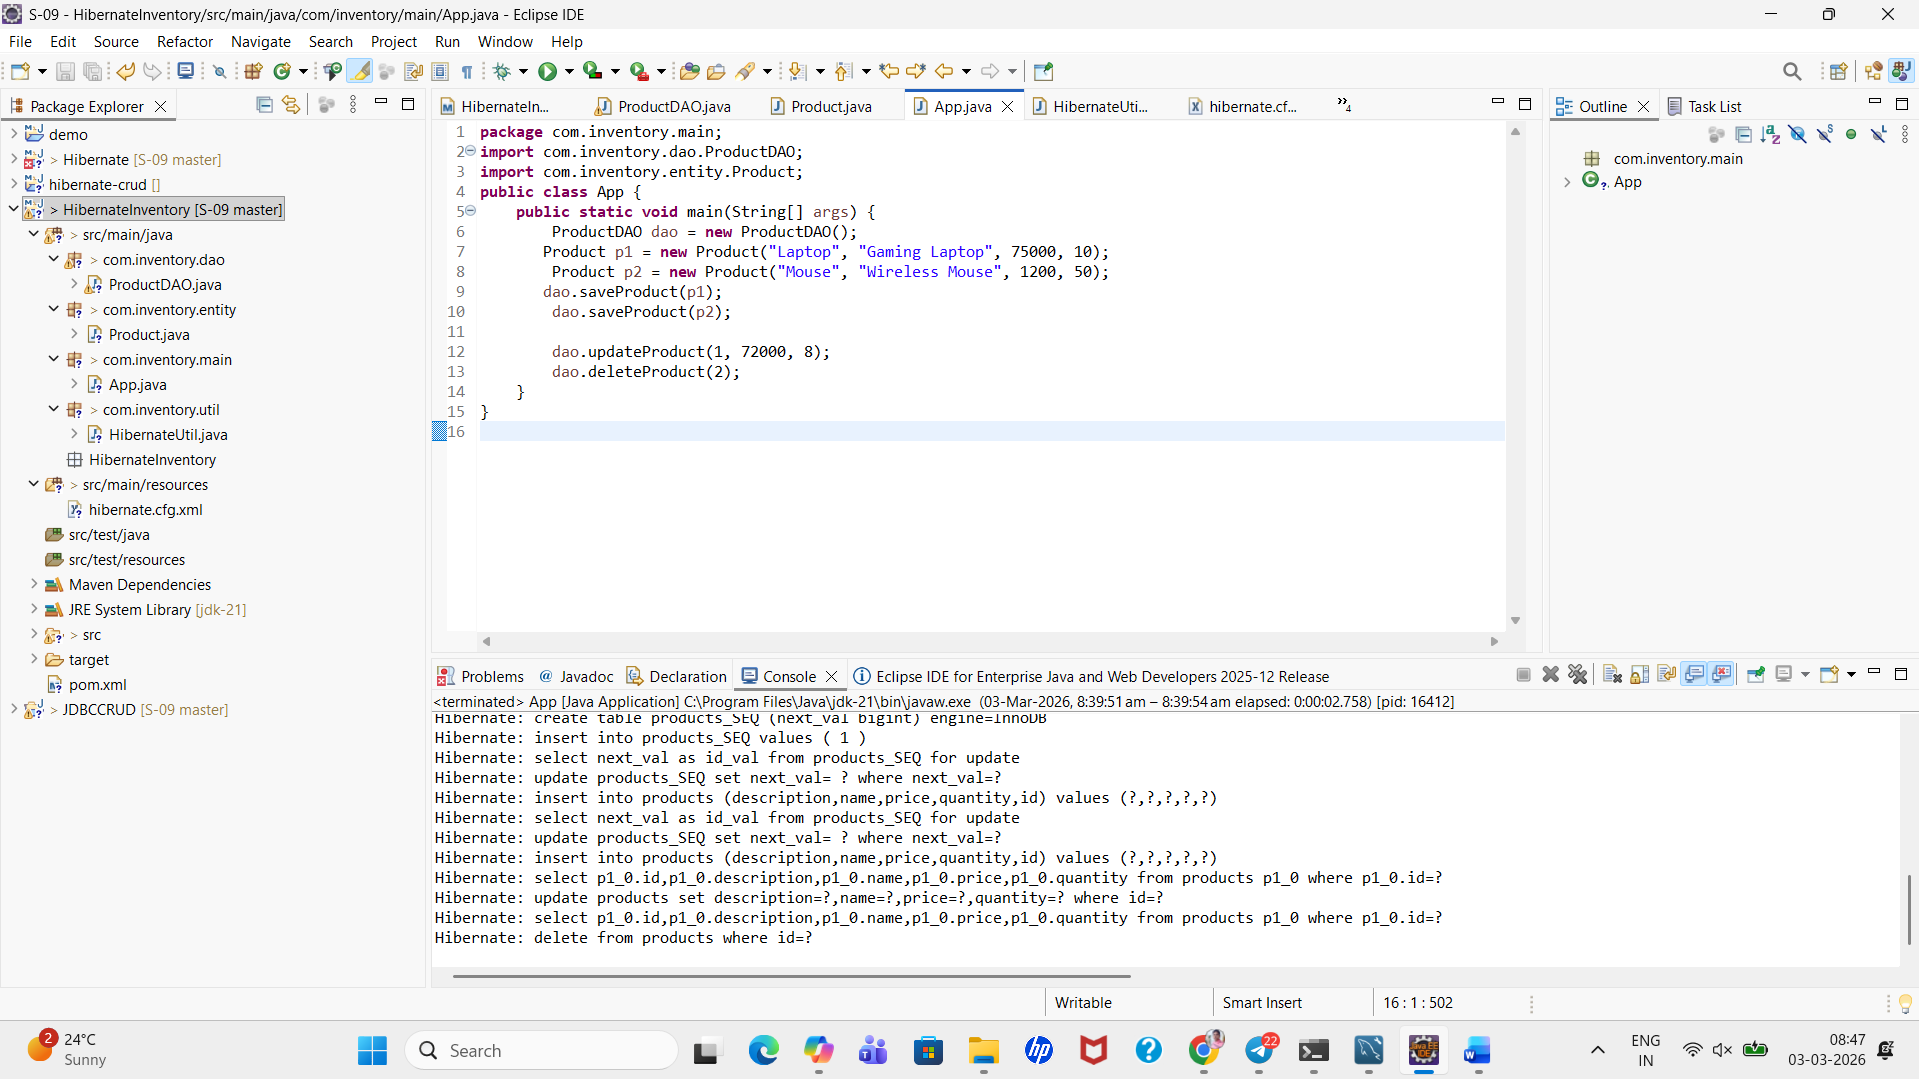 S-09 - HibernateInventory/src/main/java/com/inventory/main/App.java - Eclipse IDE
File Edit Source Refactor Navigate Search Project Run Window Help
Package Explorer
demo
> Hibernate [S-09 master]
hibernate-crud []
> HibernateInventory [S-09 master]
> src/main/java
> com.inventory.dao
ProductDAO.java
> com.inventory.entity
Product.java
> com.inventory.main
App.java
> com.inventory.util
HibernateUtil.java
HibernateInventory
> src/main/resources
hibernate.cfg.xml
src/test/java
src/test/resources
Maven Dependencies
JRE System Library [jdk-21]
> src
target
pom.xml
> JDBCCRUD [S-09 master]
HibernateIn... ProductDAO.java Product.java App.java HibernateUti... hibernate.cf... »4
1 package com.inventory.main;
2 import com.inventory.dao.ProductDAO;
3 import com.inventory.entity.Product;
4 public class App {
5 public static void main(String[] args) {
6 ProductDAO dao = new ProductDAO();
7 Product p1 = new Product("Laptop", "Gaming Laptop", 75000, 10);
8 Product p2 = new Product("Mouse", "Wireless Mouse", 1200, 50);
9 dao.saveProduct(p1);
10 dao.saveProduct(p2);
11
12 dao.updateProduct(1, 72000, 8);
13 dao.deleteProduct(2);
14 }
15 }
16
Outline Task List
com.inventory.main
App
Problems @ Javadoc Declaration Console Eclipse IDE for Enterprise Java and Web Developers 2025-12 Release
<terminated> App [Java Application] C:\Program Files\Java\jdk-21\bin\javaw.exe (03-Mar-2026, 8:39:51 am – 8:39:54 am elapsed: 0:00:02.758) [pid: 16412]
Hibernate: create table products_SEQ (next_val bigint) engine=InnoDB
Hibernate: insert into products_SEQ values ( 1 )
Hibernate: select next_val as id_val from products_SEQ for update
Hibernate: update products_SEQ set next_val= ? where next_val=?
Hibernate: insert into products (description,name,price,quantity,id) values (?,?,?,?,?)
Hibernate: select next_val as id_val from products_SEQ for update
Hibernate: update products_SEQ set next_val= ? where next_val=?
Hibernate: insert into products (description,name,price,quantity,id) values (?,?,?,?,?)
Hibernate: select p1_0.id,p1_0.description,p1_0.name,p1_0.price,p1_0.quantity from products p1_0 where p1_0.id=?
Hibernate: update products set description=?,name=?,price=?,quantity=? where id=?
Hibernate: select p1_0.id,p1_0.description,p1_0.name,p1_0.price,p1_0.quantity from products p1_0 where p1_0.id=?
Hibernate: delete from products where id=?
Writable Smart Insert 16 : 1 : 502
2 24°C
Sunny
Search
22
ENG
IN
08:47
03-03-2026